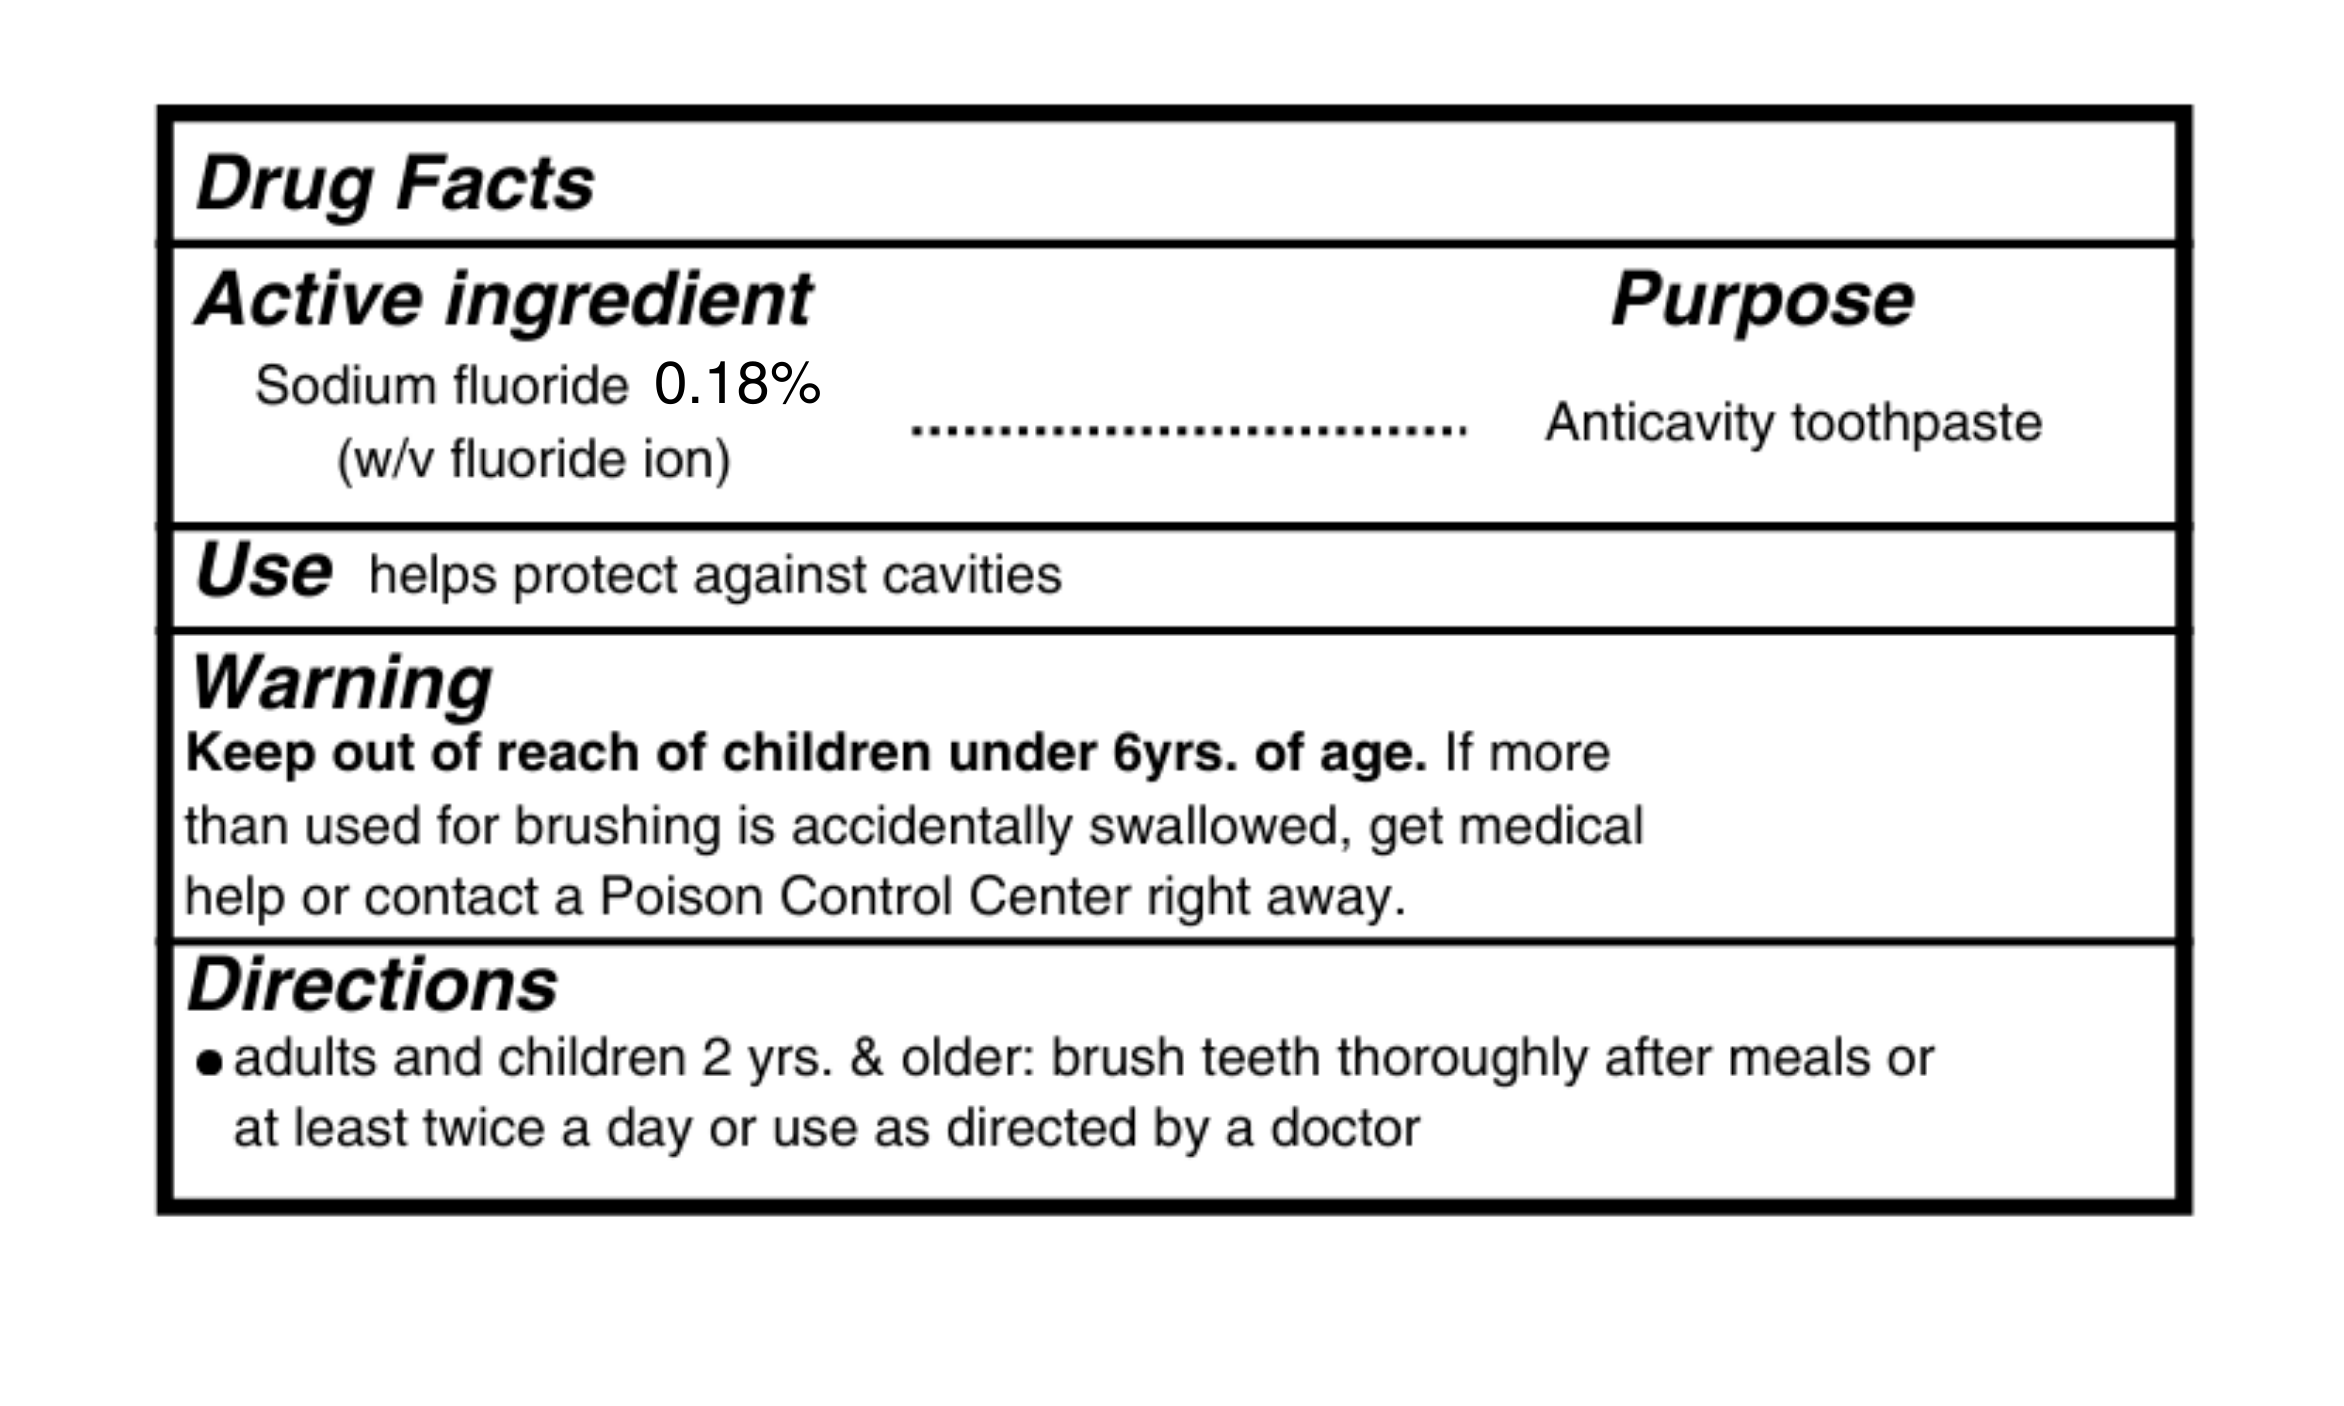 Drug Facts
Active ingredient Purpose
Sodium fluoride 0.18%
(w/v fluoride ion) ................................ Anticavity toothpaste
Use helps protect against cavities
Warning
Keep out of reach of children under 6yrs. of age. If more
than used for brushing is accidentally swallowed, get medical
help or contact a Poison Control Center right away.
Directions
● adults and children 2 yrs. & older: brush teeth thoroughly after meals or
at least twice a day or use as directed by a doctor